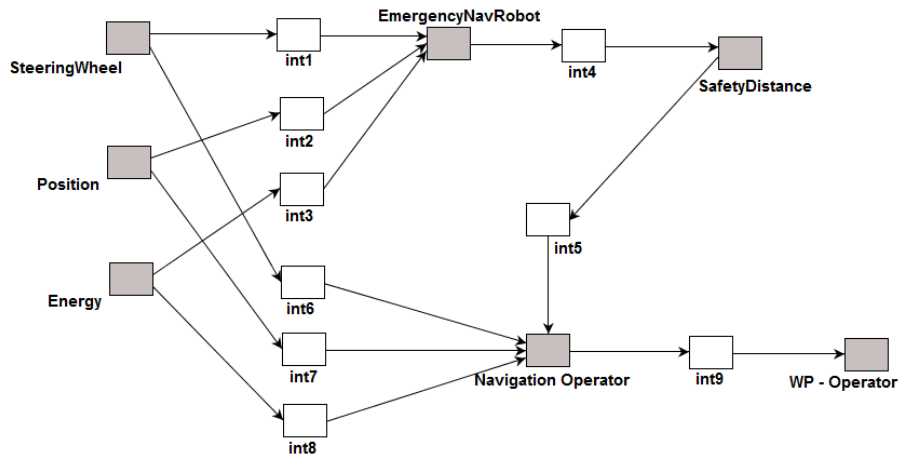 EmergencyNavRobot
SteeringWheel
int1
int4
SafetyDistance
int2
Position
int3
int5
Energy
int6
int7
Navigation Operator
int9
WP - Operator
int8